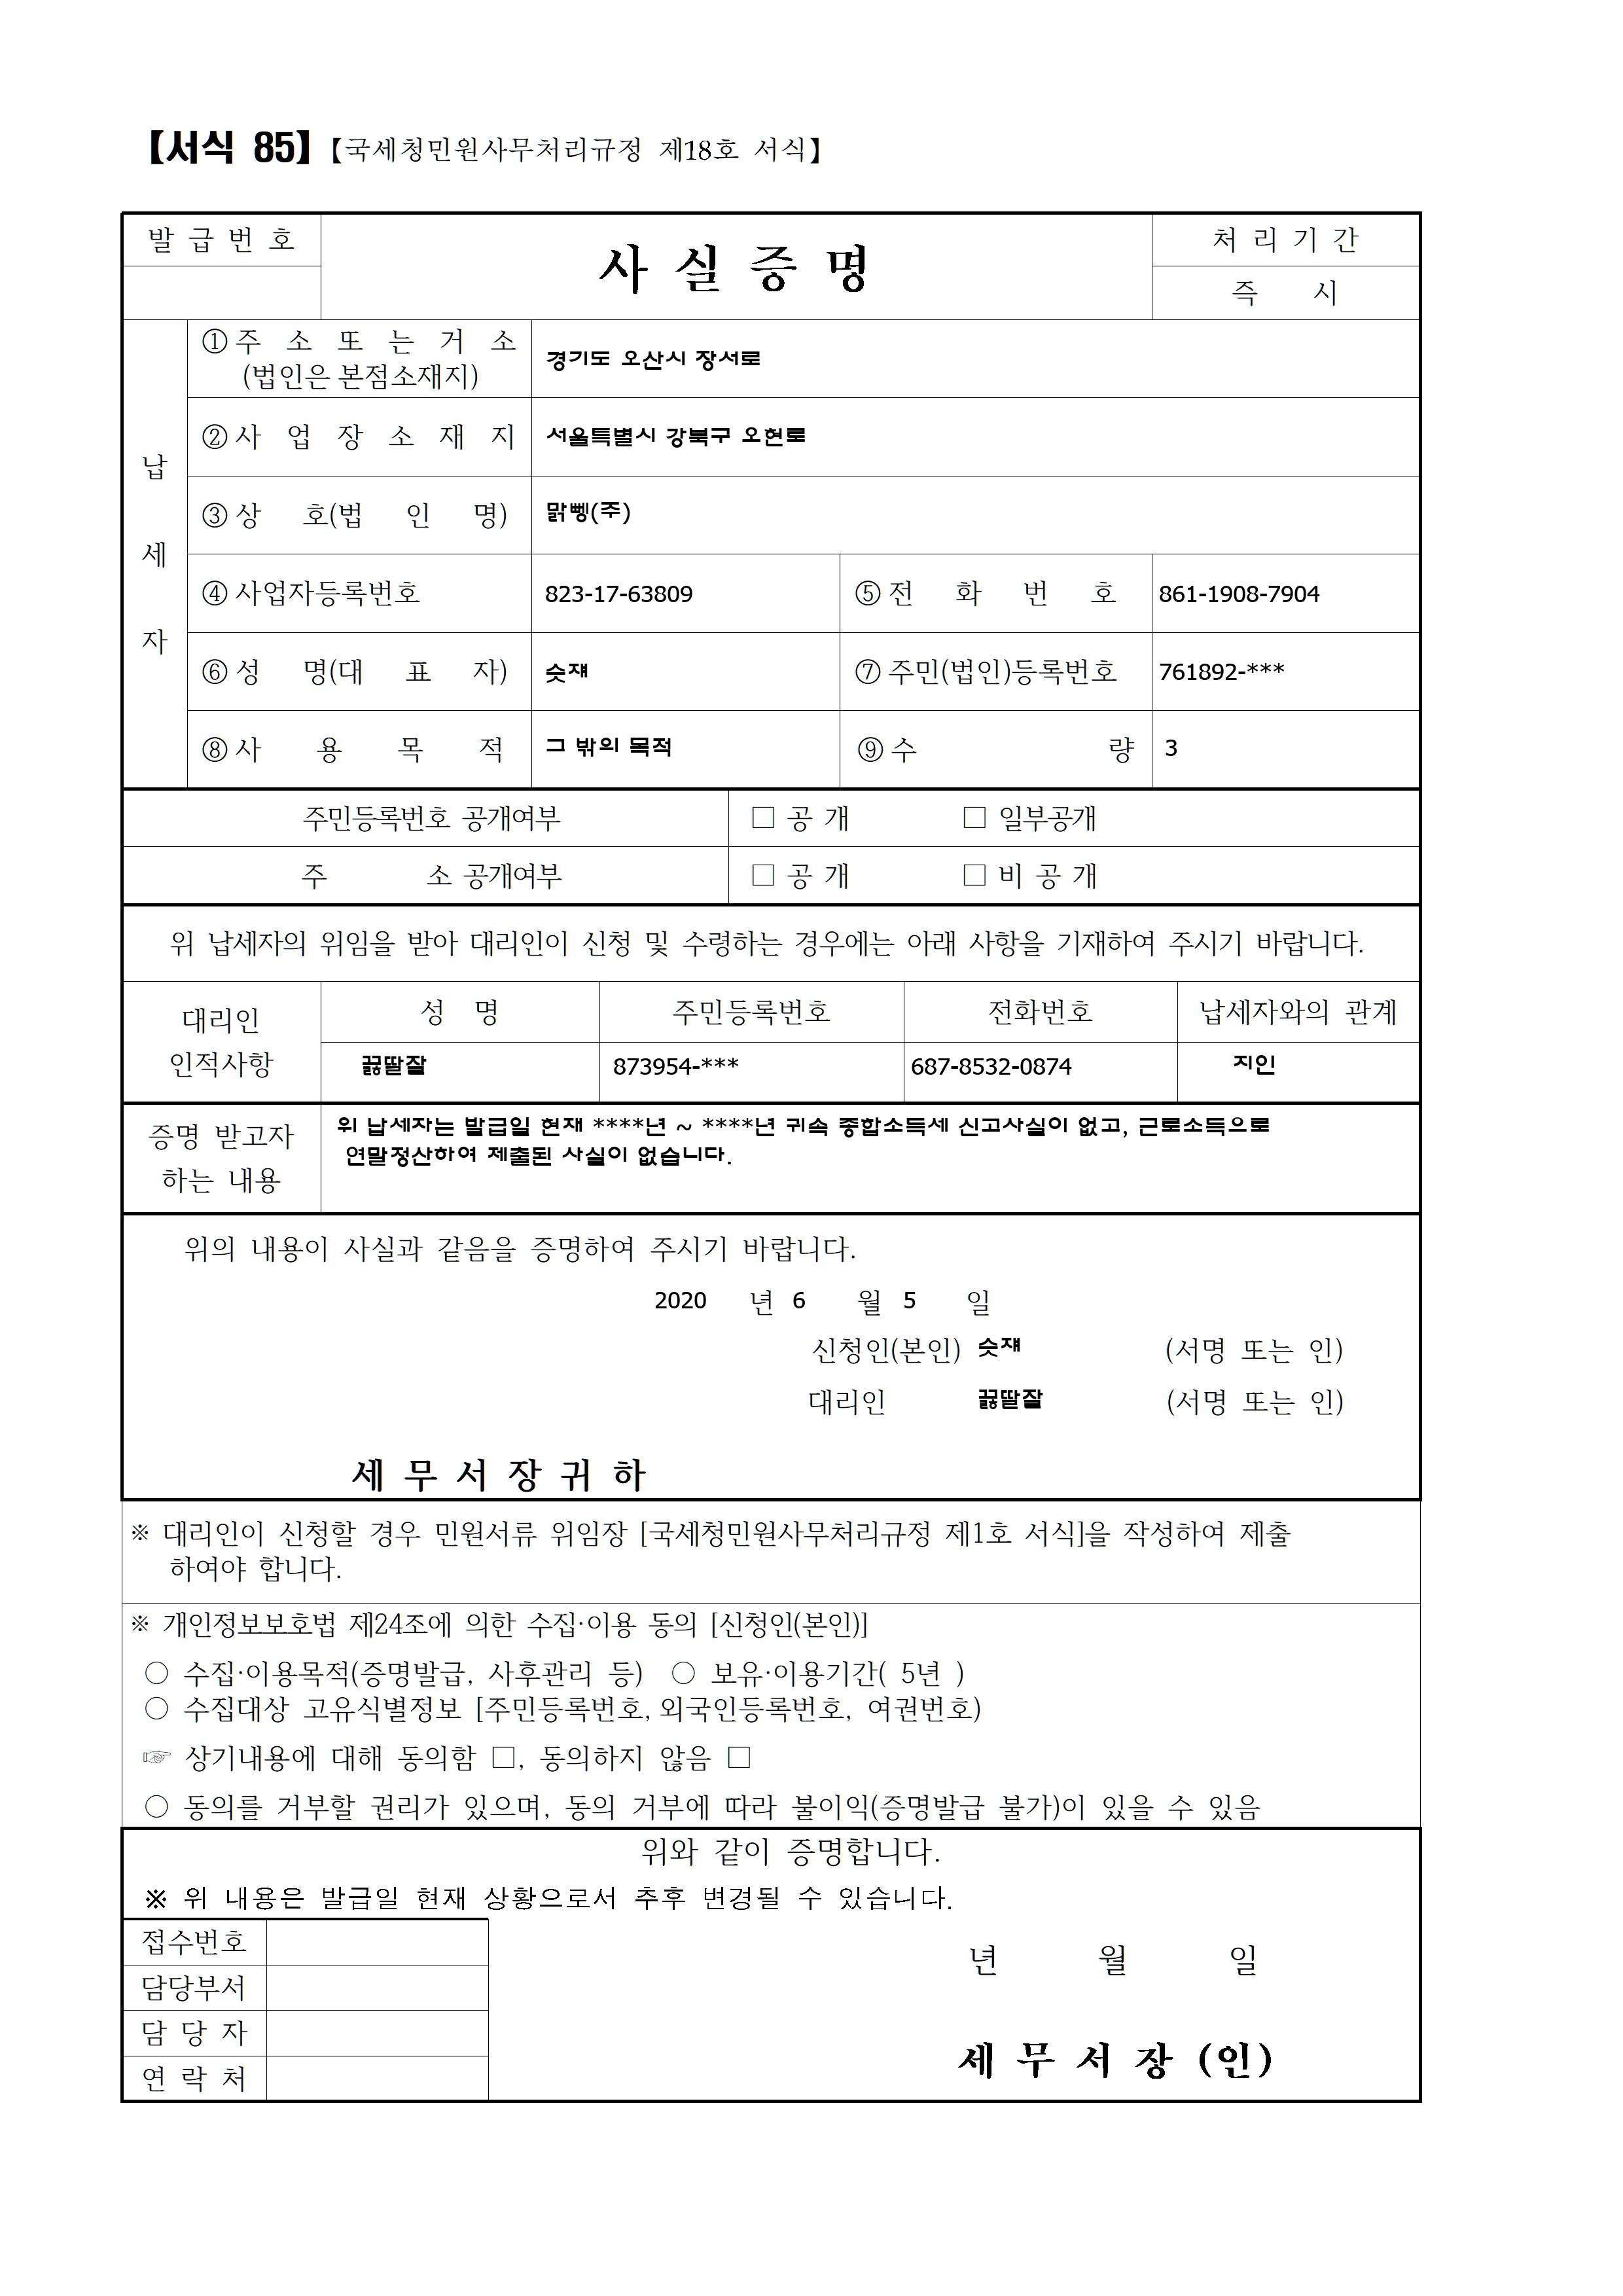 【서식 85】【국세청민원사무처리규정 제18호 서식】
발 급 번 호
사 실 증 명
처 리 기 간
즉 시
납 세 자
① 주 소 또 는 거 소
(법인은 본점소재지)
경기도 오산시 장서로
② 사 업 장 소 재 지
서울특별시 강북구 오현로
③ 상 호(법 인 명)
맑삥(주)
④ 사업자등록번호
823-17-63809
⑤ 전 화 번 호
861-1908-7904
⑥ 성 명(대 표 자)
슷쟤
⑦ 주민(법인)등록번호
761892-***
⑧ 사 용 목 적
그 밖의 목적
⑨ 수 량
3
주민등록번호 공개여부
□ 공 개 □ 일부공개
주 소 공개여부
□ 공 개 □ 비 공 개
위 납세자의 위임을 받아 대리인이 신청 및 수령하는 경우에는 아래 사항을 기재하여 주시기 바랍니다.
대리인
인적사항
성 명
주민등록번호
전화번호
납세자와의 관계
끓딸잘
873954-***
687-8532-0874
지인
증명 받고자
하는 내용
위 납세자는 발급일 현재 ****년 ~ ****년 귀속 종합소득세 신고사실이 없고, 근로소득으로
연말정산하여 제출된 사실이 없습니다.
위의 내용이 사실과 같음을 증명하여 주시기 바랍니다.
2020 년 6 월 5 일
신청인(본인) 슷쟤 (서명 또는 인)
대리인 끓딸잘 (서명 또는 인)
세 무 서 장 귀 하
※ 대리인이 신청할 경우 민원서류 위임장 [국세청민원사무처리규정 제1호 서식]을 작성하여 제출
하여야 합니다.
※ 개인정보보호법 제24조에 의한 수집·이용 동의 [신청인(본인)]
○ 수집·이용목적(증명발급, 사후관리 등) ○ 보유·이용기간( 5년 )
○ 수집대상 고유식별정보 [주민등록번호, 외국인등록번호, 여권번호)
☞ 상기내용에 대해 동의함 □, 동의하지 않음 □
○ 동의를 거부할 권리가 있으며, 동의 거부에 따라 불이익(증명발급 불가)이 있을 수 있음
위와 같이 증명합니다.
※ 위 내용은 발급일 현재 상황으로서 추후 변경될 수 있습니다.
접수번호
담당부서
담 당 자
연 락 처
년 월 일
세 무 서 장 (인)